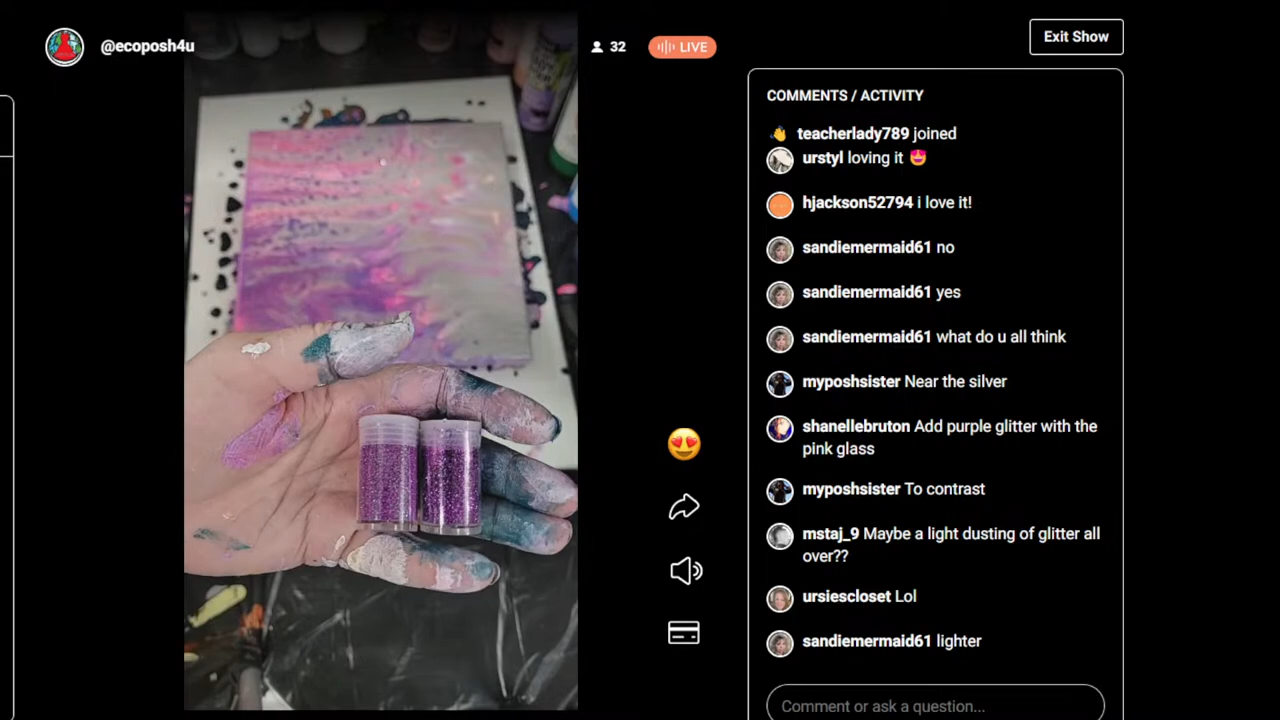 @ecoposh4u
32
LIVE
Exit Show
COMMENTS / ACTIVITY
teacherlady789 joined
urstyl loving it
hjackson52794 i love it!
sandiemermaid61 no
sandiemermaid61 yes
sandiemermaid61 what do u all think
myposhsister Near the silver
shanellebruton Add purple glitter with the
pink glass
myposhsister To contrast
mstaj_9 Maybe a light dusting of glitter all
over??
ursiescloset Lol
sandiemermaid61 lighter
Comment or ask a question...